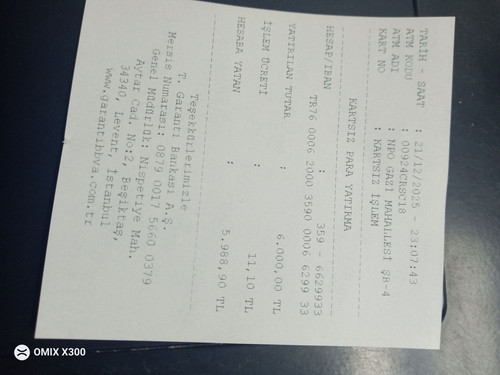 TARİH - SAAT : 21/12/2025 - 23:07:43
ATM KODU : 00924CRSC18
ATM ADI : NPO GAZİ MAHALLESİ ŞB-4
KART NO : KARTSIZ İŞLEM
KARTSIZ PARA YATIRMA
HESAP/IBAN : 359 - 6629933
TR76 0006 2000 3590 0006 6299 33
YATIRILAN TUTAR : 6.000,00 TL
İŞLEM ÜCRETİ : 11,10 TL
HESABA YATAN : 5.988,90 TL
Teşekkürlerimizle
T. Garanti Bankası A.Ş.
Mersis Numarası: 0879 0017 5660 0379
Genel Müdürlük: Nispetiye Mah.
Aytar Cad. No:2, Beşiktaş,
34340, Levent, İstanbul
www.garantibbva.com.tr
OMIX X300